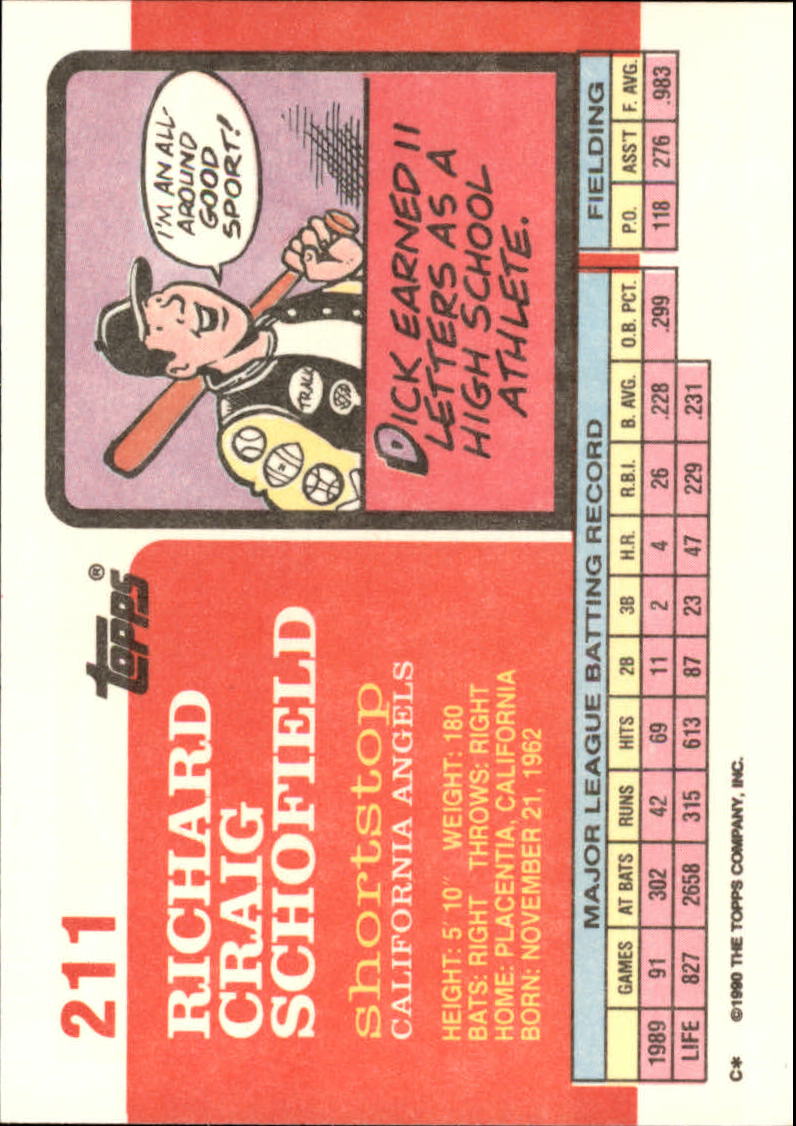 211
topps®
RICHARD
CRAIG
SCHOFIELD
shortstop
CALIFORNIA ANGELS
HEIGHT: 5' 10" WEIGHT: 180
BATS: RIGHT THROWS: RIGHT
HOME: PLACENTIA, CALIFORNIA
BORN: NOVEMBER 21, 1962
I'M AN ALL-
AROUND
GOOD
SPORT!
TRACK
DICK EARNED 11
LETTERS AS A
HIGH SCHOOL
ATHLETE.
MAJOR LEAGUE BATTING RECORD FIELDING
GAMES AT BATS RUNS HITS 2B 3B H.R. R.B.I. B. AVG. O.B. PCT. P.O. ASS'T F. AVG.
1989 91 302 42 69 11 2 4 26 .228 .299 118 276 .983
LIFE 827 2658 315 613 87 23 47 229 .231
C* ©1990 THE TOPPS COMPANY, INC.